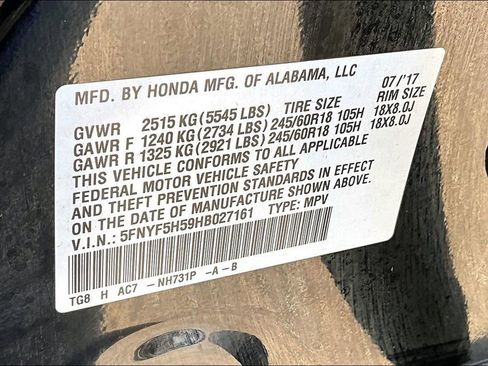 MFD. BY HONDA MFG. OF ALABAMA, LLC 07/'17
GVWR 2515 KG (5545 LBS) TIRE SIZE RIM SIZE
GAWR F 1240 KG (2734 LBS) 245/60R18 105H 18X8.0J
GAWR R 1325 KG (2921 LBS) 245/60R18 105H 18X8.0J
THIS VEHICLE CONFORMS TO ALL APPLICABLE
FEDERAL MOTOR VEHICLE SAFETY
AND THEFT PREVENTION STANDARDS IN EFFECT
ON THE DATE OF MANUFACTURE SHOWN ABOVE.
V.I.N.: 5FNYF5H59HB027161 TYPE: MPV
TG8 H AC7 -NH731P -A-B